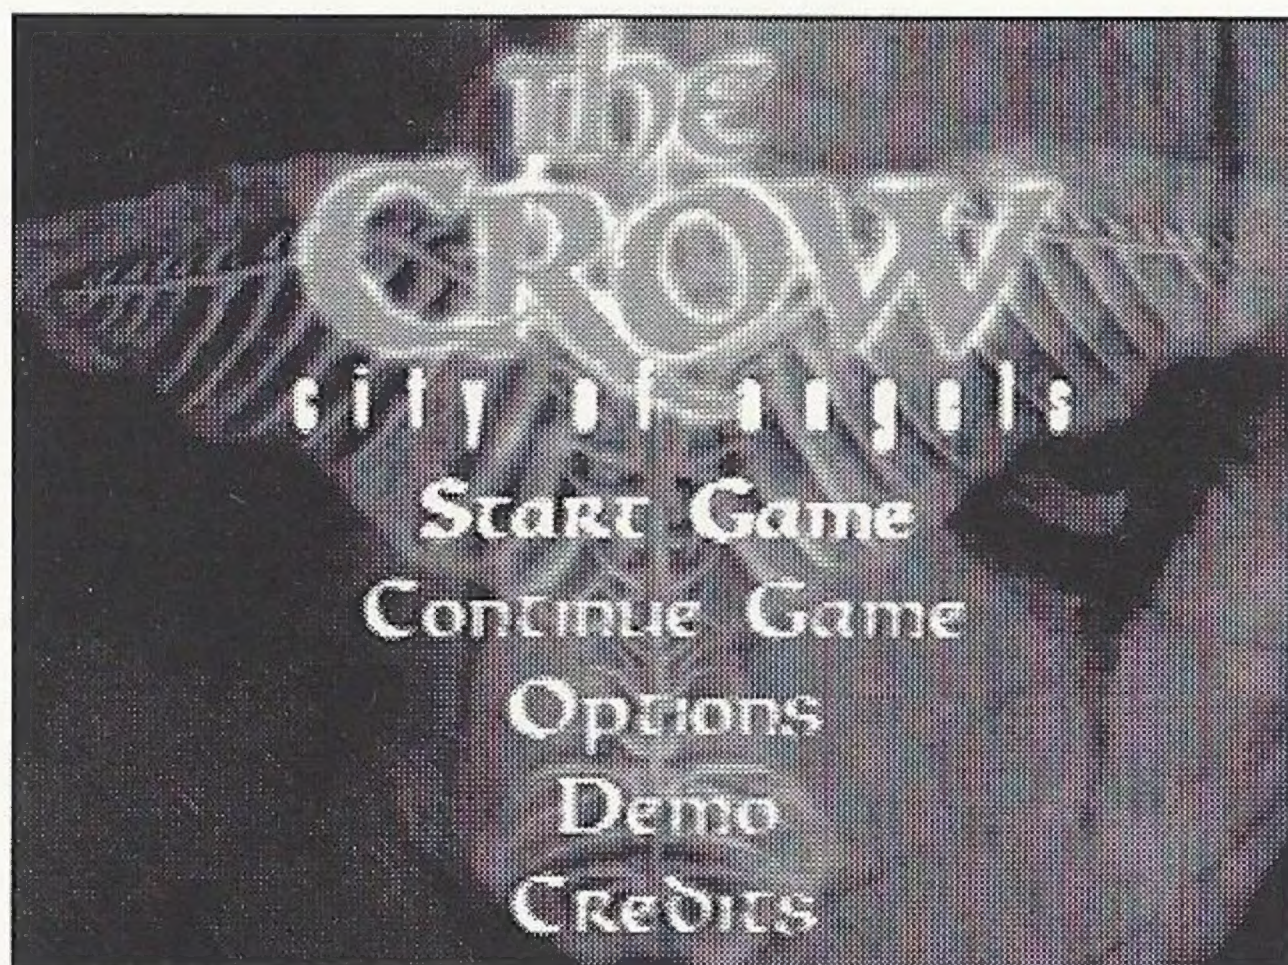 the
CROW
city of angels
Start Game
Continue Game
Options
Demo
Credits